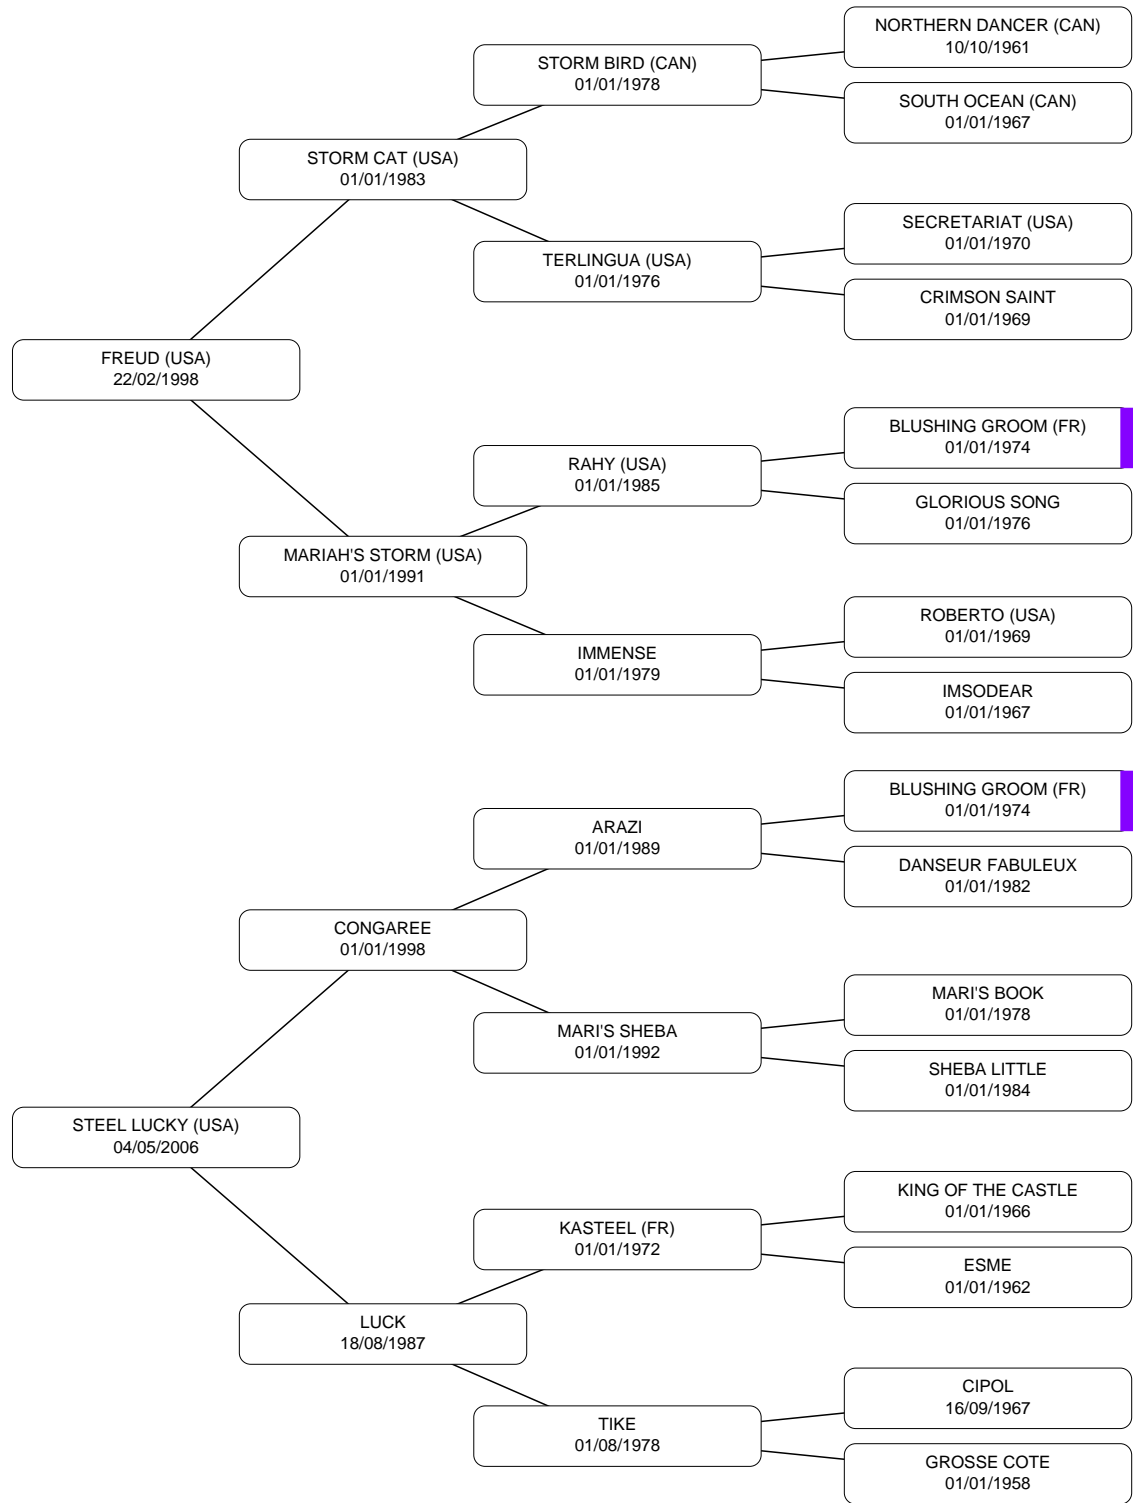 NORTHERN DANCER (CAN)
10/10/1961
STORM BIRD (CAN)
01/01/1978
SOUTH OCEAN (CAN)
01/01/1967
STORM CAT (USA)
01/01/1983
SECRETARIAT (USA)
01/01/1970
TERLINGUA (USA)
01/01/1976
CRIMSON SAINT
01/01/1969
FREUD (USA)
22/02/1998
BLUSHING GROOM (FR)
01/01/1974
RAHY (USA)
01/01/1985
GLORIOUS SONG
01/01/1976
MARIAH'S STORM (USA)
01/01/1991
ROBERTO (USA)
01/01/1969
IMMENSE
01/01/1979
IMSODEAR
01/01/1967
BLUSHING GROOM (FR)
01/01/1974
ARAZI
01/01/1989
DANSEUR FABULEUX
01/01/1982
CONGAREE
01/01/1998
MARI'S BOOK
01/01/1978
MARI'S SHEBA
01/01/1992
SHEBA LITTLE
01/01/1984
STEEL LUCKY (USA)
04/05/2006
KING OF THE CASTLE
01/01/1966
KASTEEL (FR)
01/01/1972
ESME
01/01/1962
LUCK
18/08/1987
CIPOL
16/09/1967
TIKE
01/08/1978
GROSSE COTE
01/01/1958